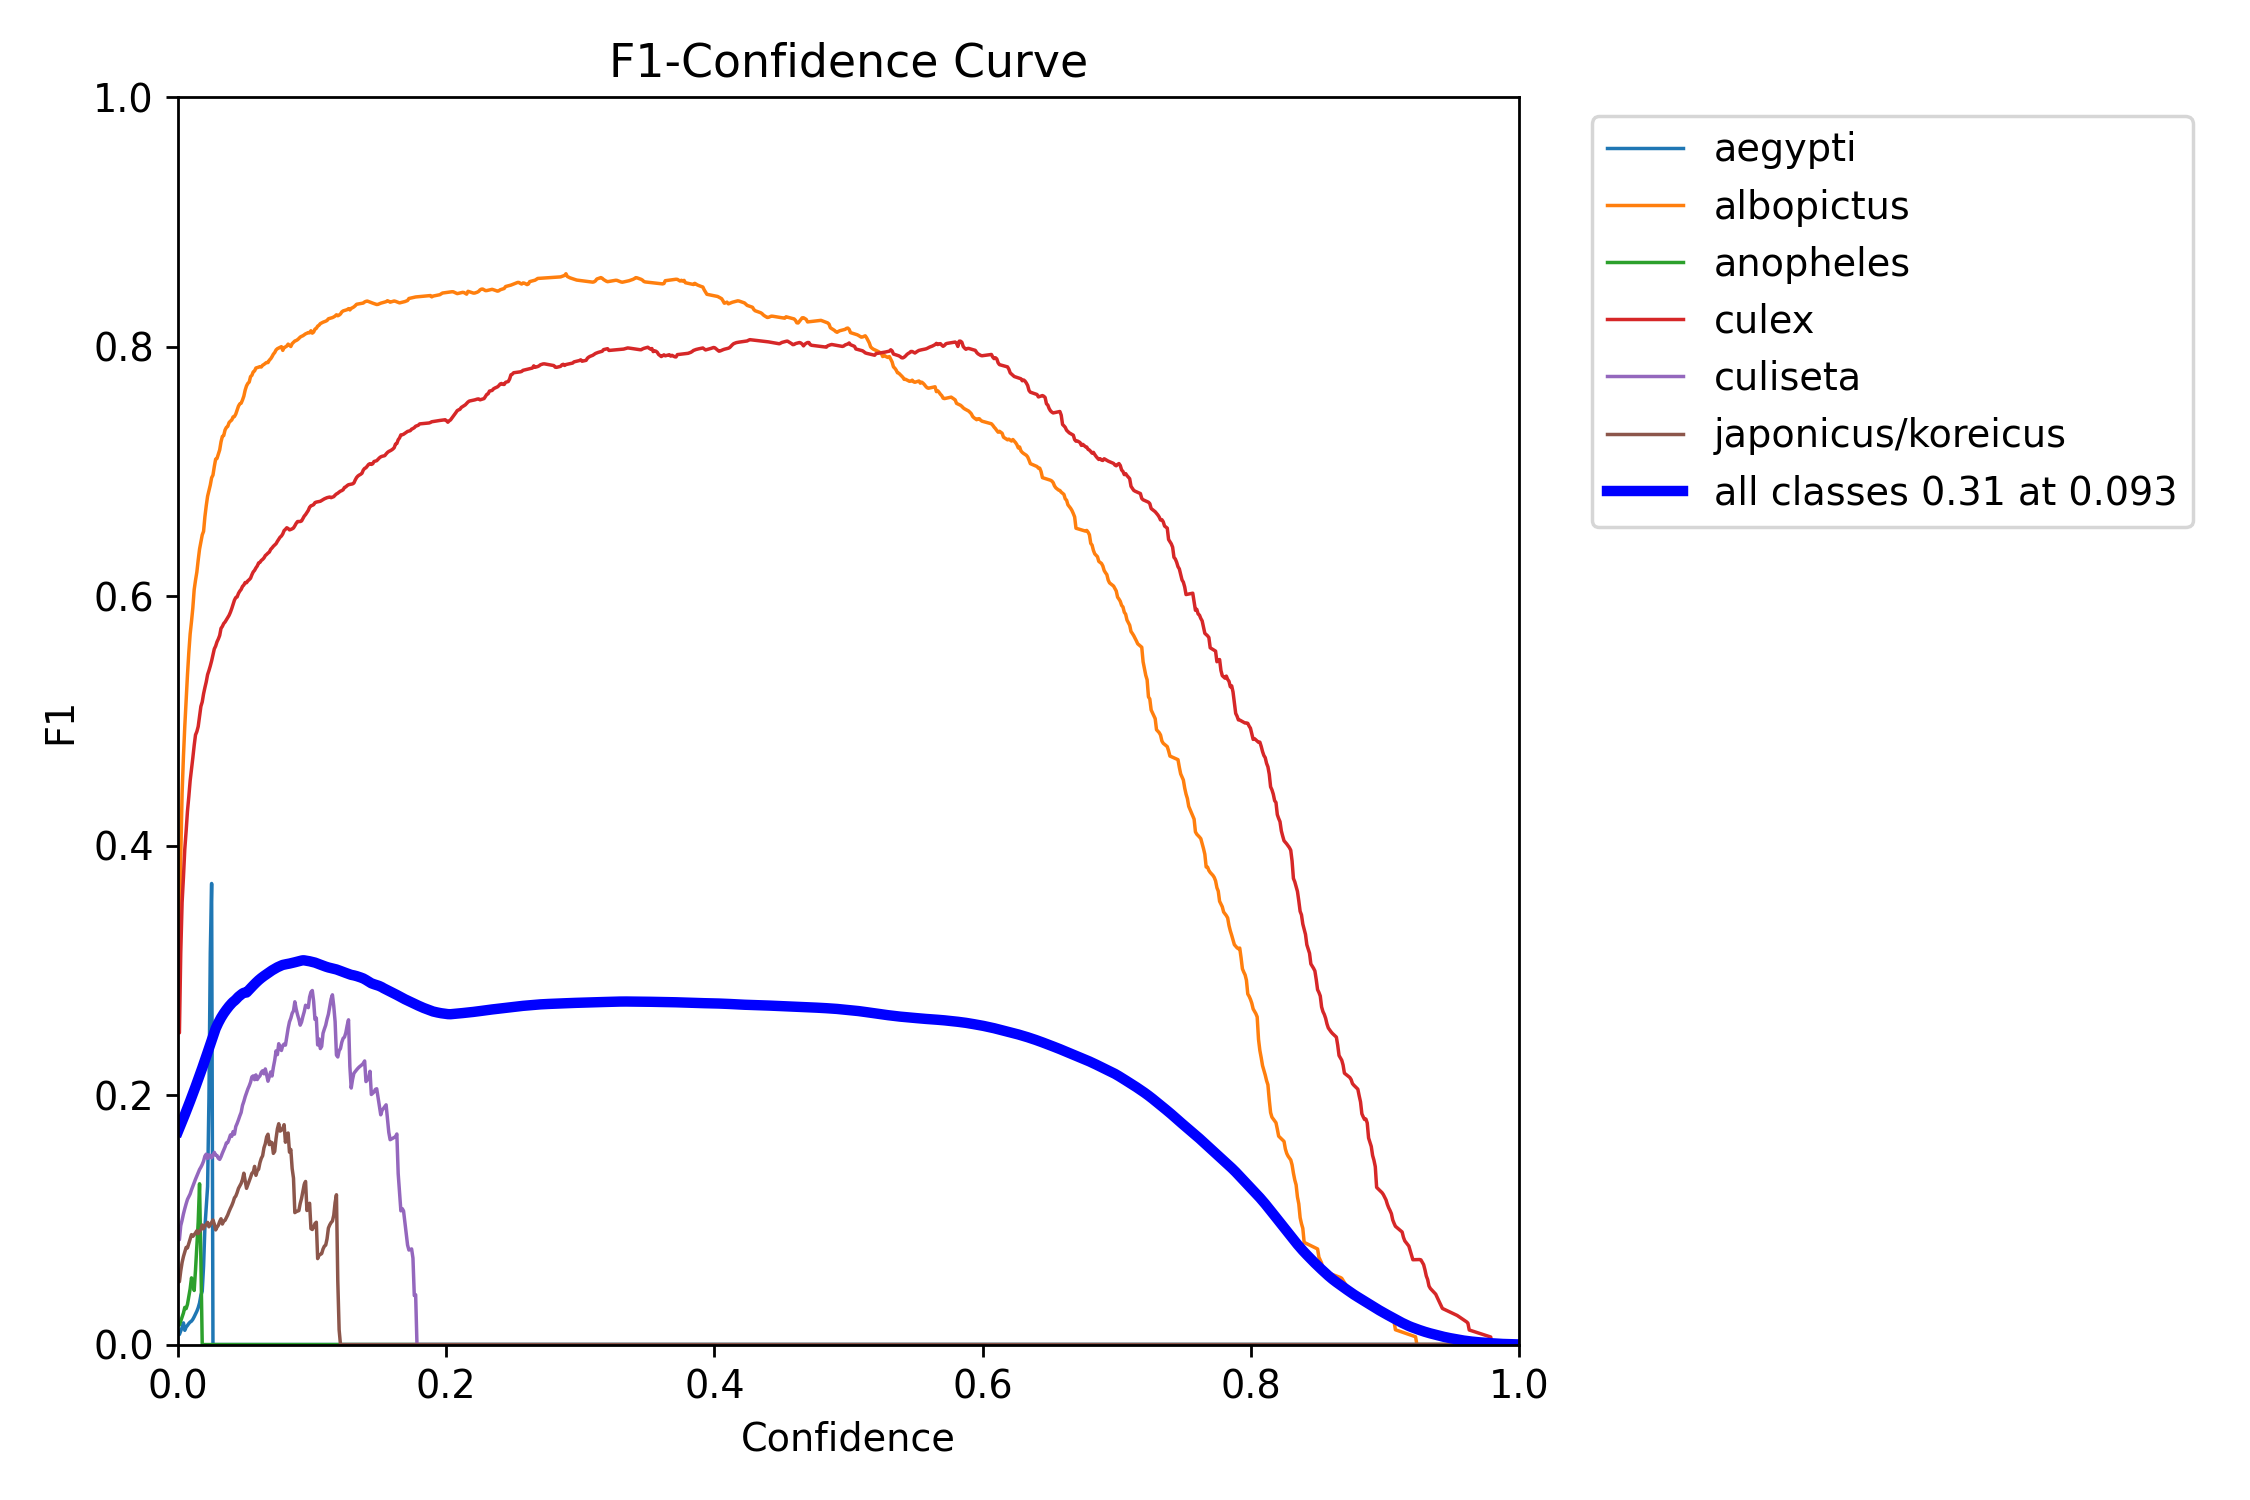 F1-Confidence Curve
1.0
0.8
0.6
0.4
0.2
0.0
F1
0.0
0.2
0.4
0.6
0.8
1.0
Confidence
aegypti
albopictus
anopheles
culex
culiseta
japonicus/koreicus
all classes 0.31 at 0.093